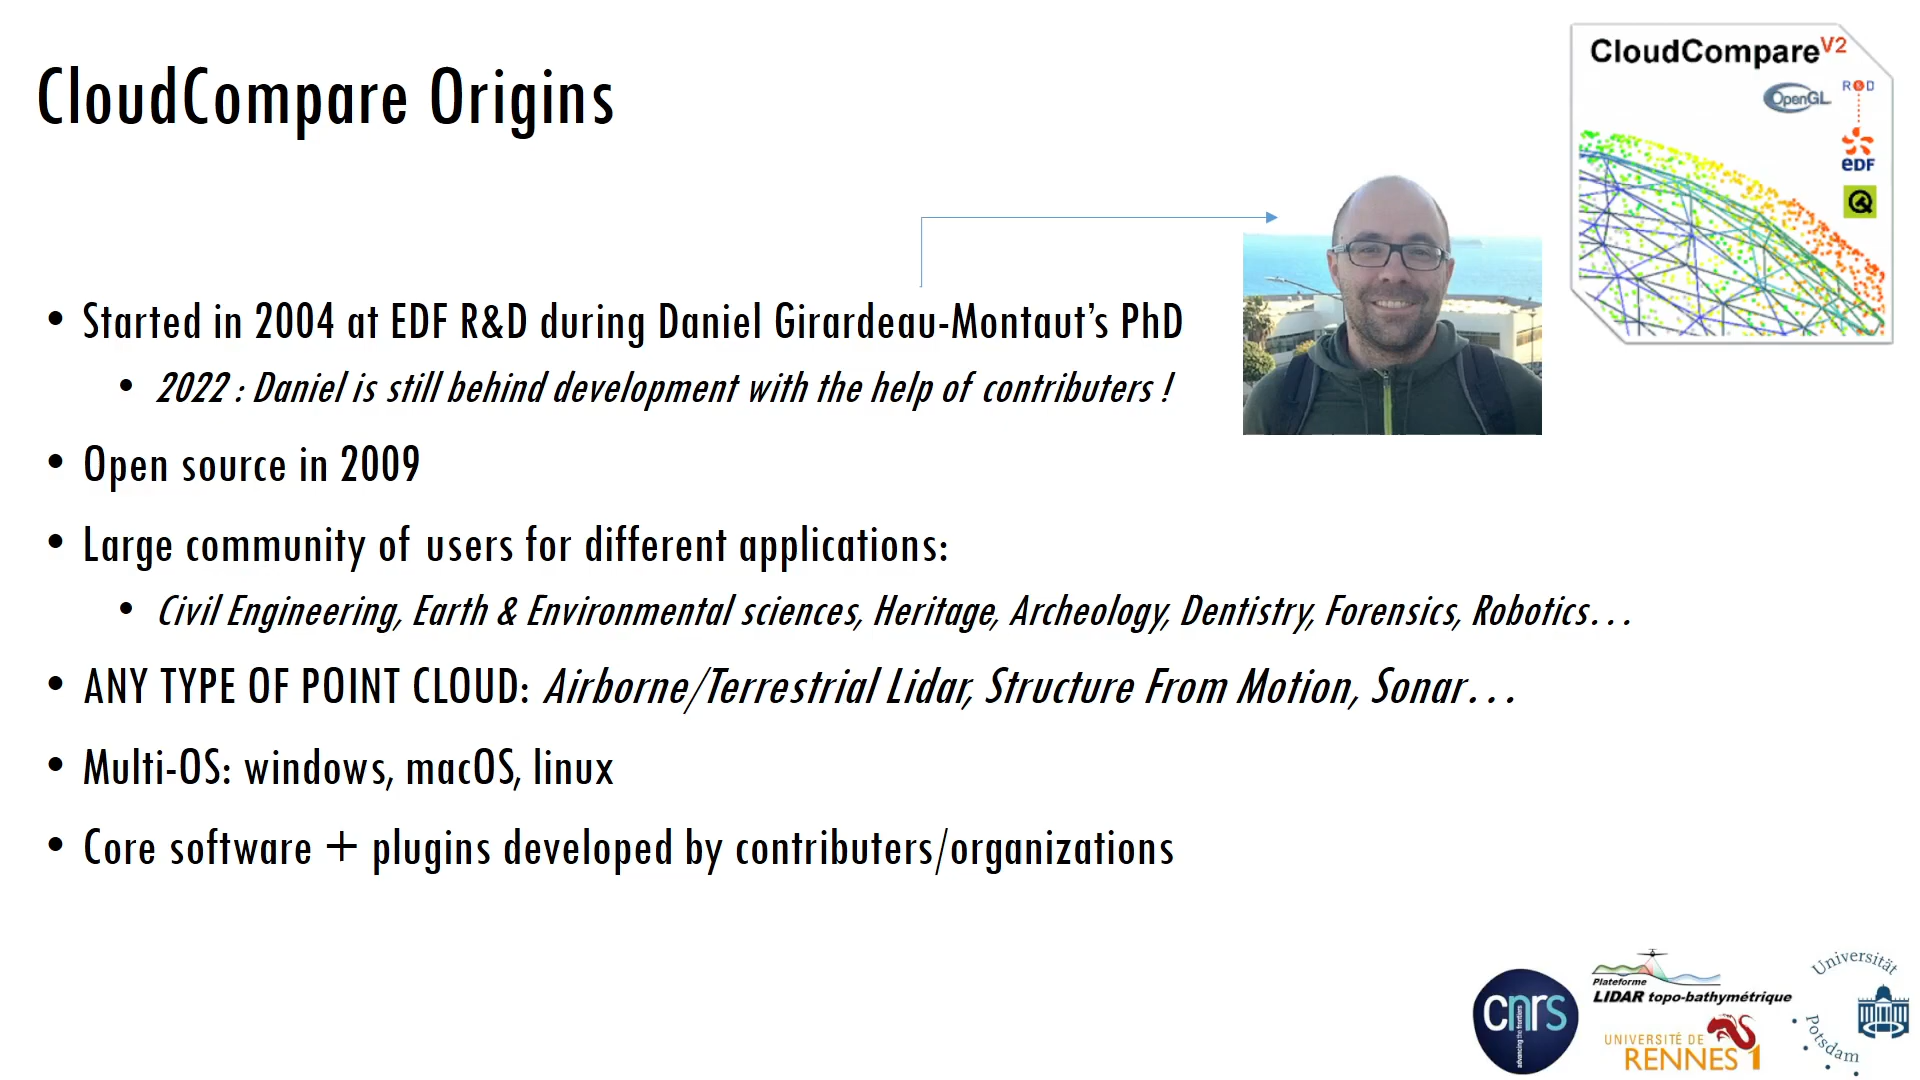 CloudCompare Origins
CloudCompareV2
OpenGL
R&D
eDF
• Started in 2004 at EDF R&D during Daniel Girardeau-Montaut’s PhD
• 2022 : Daniel is still behind development with the help of contributers !
• Open source in 2009
• Large community of users for different applications:
• Civil Engineering, Earth & Environmental sciences, Heritage, Archeology, Dentistry, Forensics, Robotics…
• ANY TYPE OF POINT CLOUD: Airborne/Terrestrial Lidar, Structure From Motion, Sonar…
• Multi-OS: windows, macOS, linux
• Core software + plugins developed by contributers/organizations
cnrs
advancing the frontiers
Plateforme
LIDAR topo-bathymétrique
UNIVERSITÉ DE
RENNES 1
Universität
Potsdam